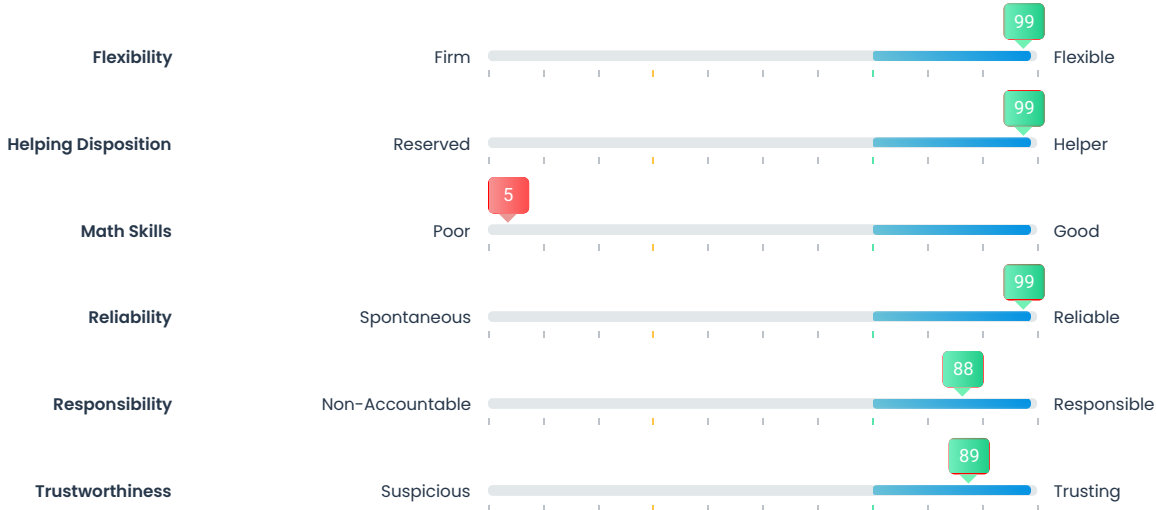 99
Flexibility Firm Flexible
99
Helping Disposition Reserved Helper
5
Math Skills Poor Good
99
Reliability Spontaneous Reliable
88
Responsibility Non-Accountable Responsible
89
Trustworthiness Suspicious Trusting